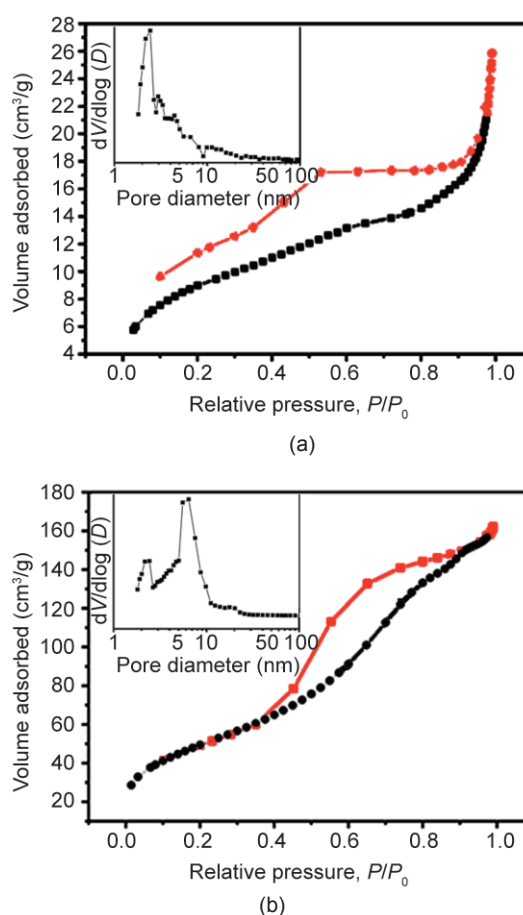 28
26
24
22
20
18
16
14
12
10
8
6
4
Volume adsorbed (cm³/g)
dV/dlog (D)
1 5 10 50 100
Pore diameter (nm)
0.0 0.2 0.4 0.6 0.8 1.0
Relative pressure, P/P₀
(a)
180
160
140
120
100
80
60
40
20
Volume adsorbed (cm³/g)
dV/dlog (D)
1 5 10 50 100
Pore diameter (nm)
0.0 0.2 0.4 0.6 0.8 1.0
Relative pressure, P/P₀
(b)